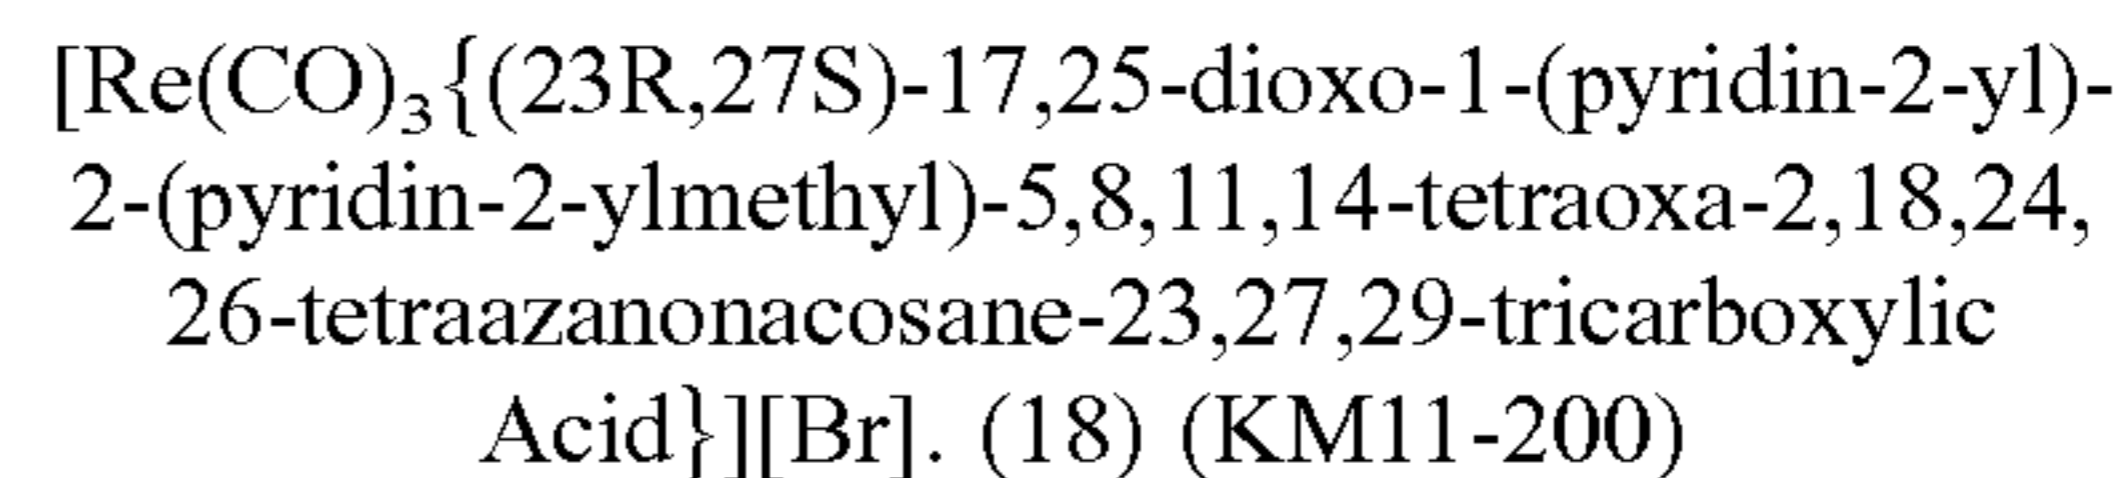 [Re(CO)₃{(23R,27S)-17,25-dioxo-1-(pyridin-2-yl)-
2-(pyridin-2-ylmethyl)-5,8,11,14-tetraoxa-2,18,24,
26-tetraazanonacosane-23,27,29-tricarboxylic
Acid}][Br]. (18) (KM11-200)